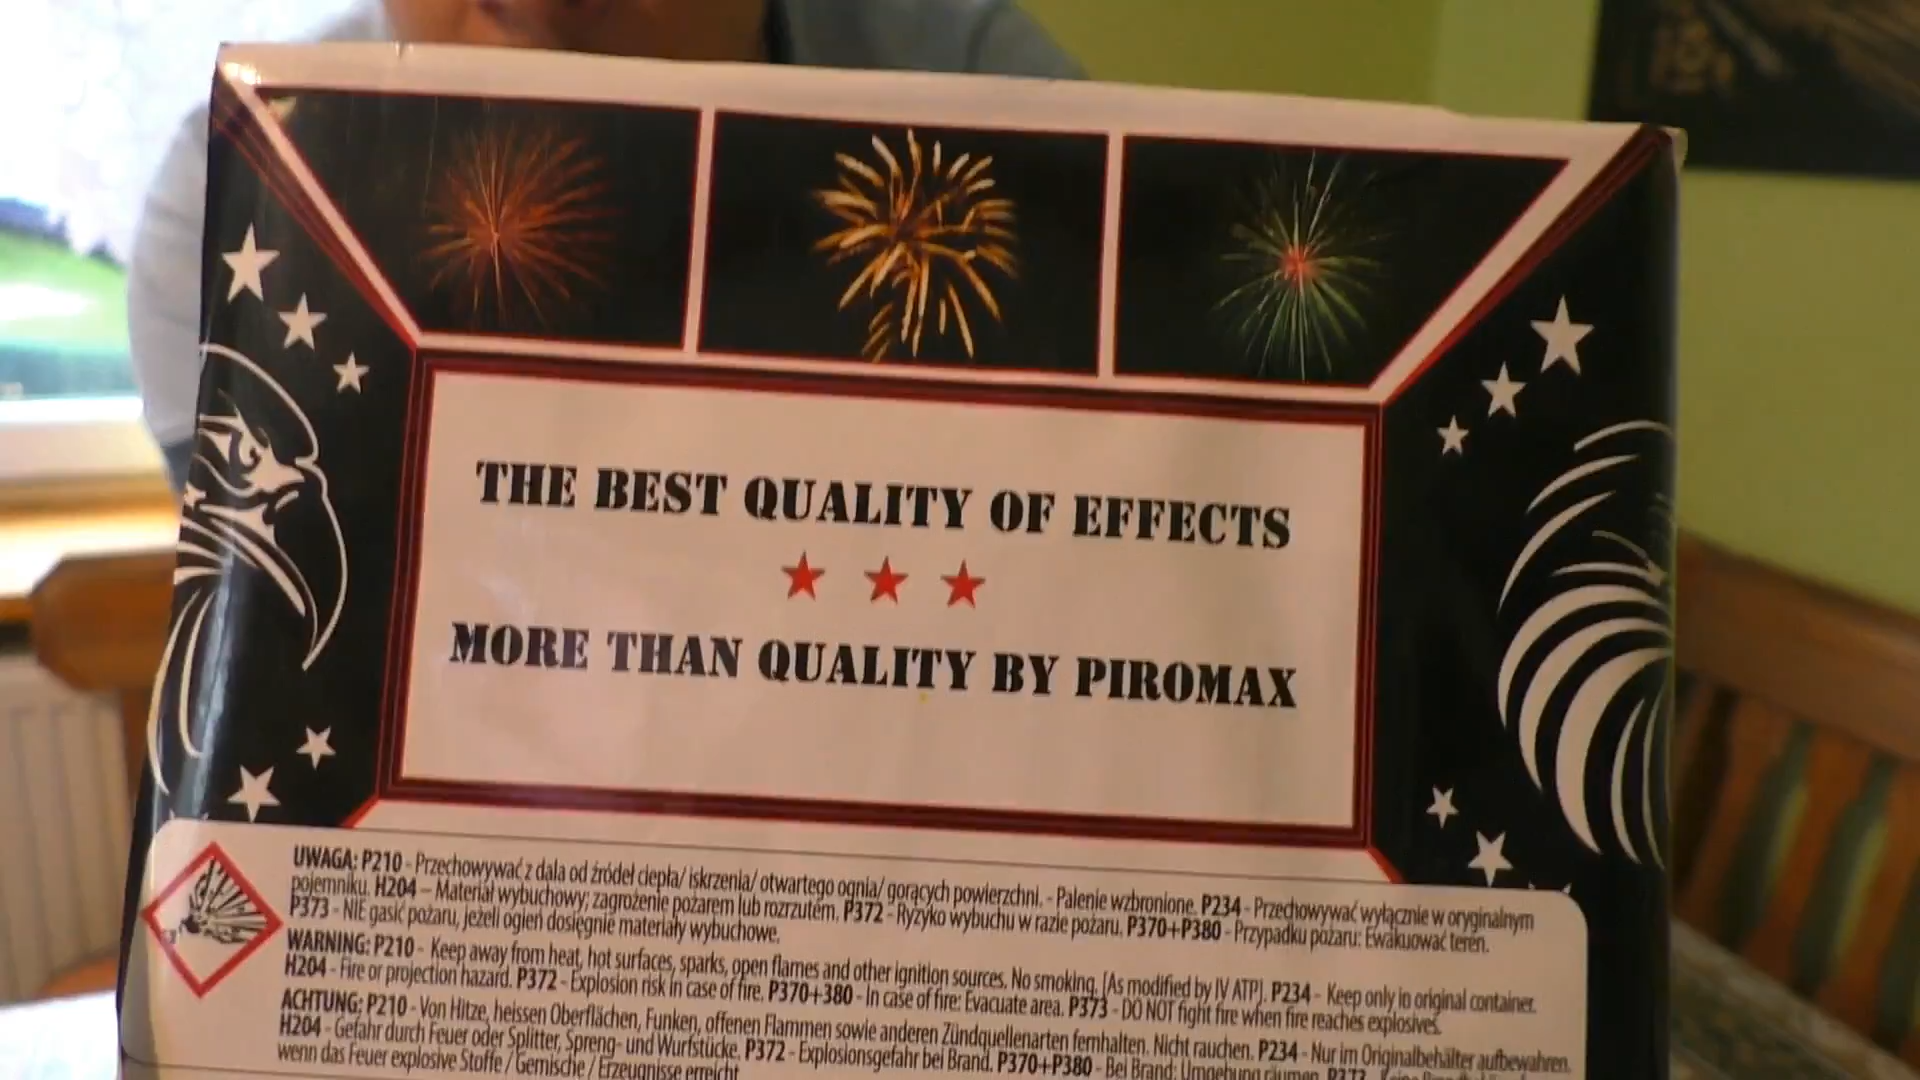 THE BEST QUALITY OF EFFECTS
MORE THAN QUALITY BY PIROMAX
UWAGA: P210 - Przechowywać z dala od źródeł ciepła/ iskrzenia/ otwartego ognia/ gorących powierzchni. - Palenie wzbronione. P234 - Przechowywać wyłącznie w oryginalnym
pojemniku. H204 – Materiał wybuchowy; zagrożenie pożarem lub rozrzutem. P372 - Ryzyko wybuchu w razie pożaru. P370+P380 - Przypadku pożaru: Ewakuować teren.
P373 - NIE gasić pożaru, jeżeli ogień dosięgnie materiały wybuchowe.
WARNING: P210 - Keep away from heat, hot surfaces, sparks, open flames and other ignition sources. No smoking. [As modified by IV ATP]. P234 - Keep only in original container.
H204 - Fire or projection hazard. P372 - Explosion risk in case of fire. P370+380 - In case of fire: Evacuate area. P373 - DO NOT fight fire when fire reaches explosives.
ACHTUNG: P210 - Von Hitze, heissen Oberflächen, Funken, offenen Flammen sowie anderen Zündquellenarten fernhalten. Nicht rauchen. P234 - Nur im Originalbehälter aufbewahren.
H204 - Gefahr durch Feuer oder Splitter, Spreng- und Wurfstücke. P372 - Explosionsgefahr bei Brand. P370+P380 - Bei Brand: Umgebung räumen. P373
wenn das Feuer explosive Stoffe / Gemische / Erzeugnisse erreicht